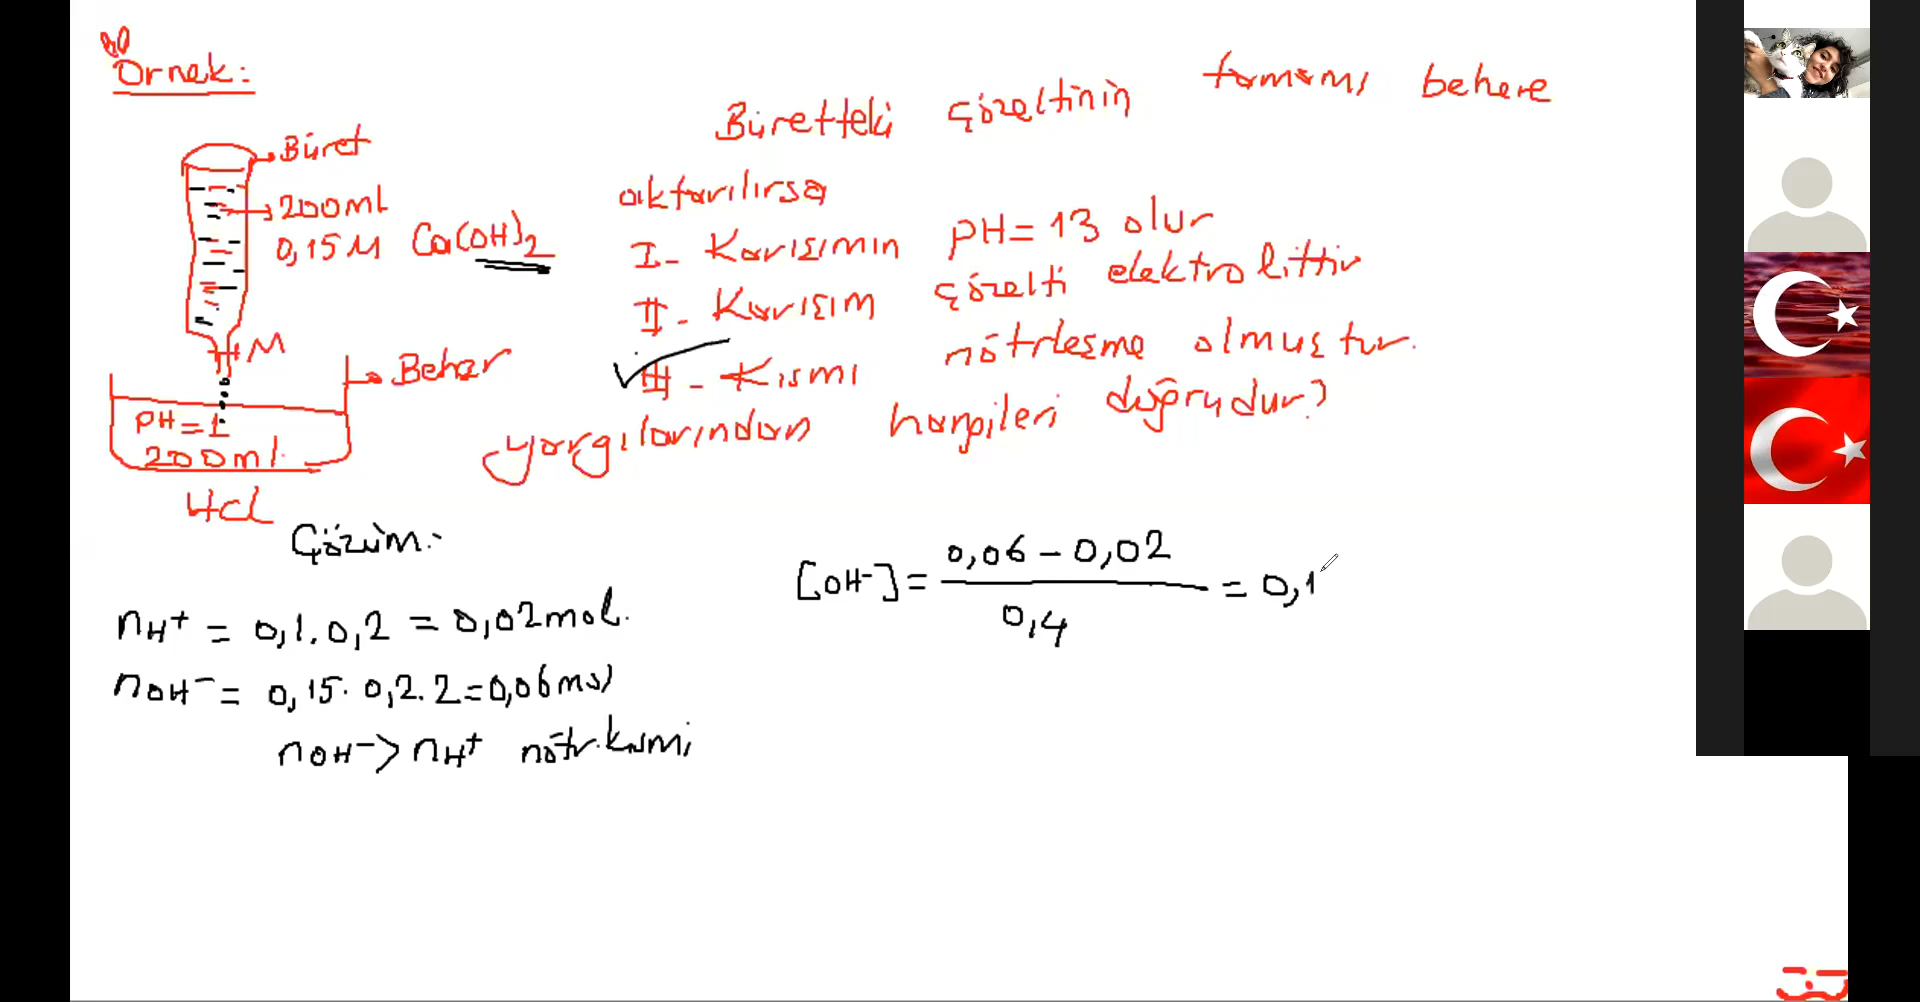 Örnek:
Büretteki çözeltinin tamamı behere
aktarılırsa
I- Karışımın PH=13 olur
II- Karışım çözelti elektrolittir
III- Kısmi nötrleşme olmuştur.
yargılarından hangileri doğrudur?
Büret
200ml
0,15M Ca(OH)2
M
Beher
PH=1
200ml.
HCl
Çözüm:
nH+ = 0,1.0,2 = 0,02mol.
nOH- = 0,15.0,2.2=0,06mol
nOH- > nH+ nötr.kısmi
[OH-] = 0,06-0,02
0,4
= 0,1